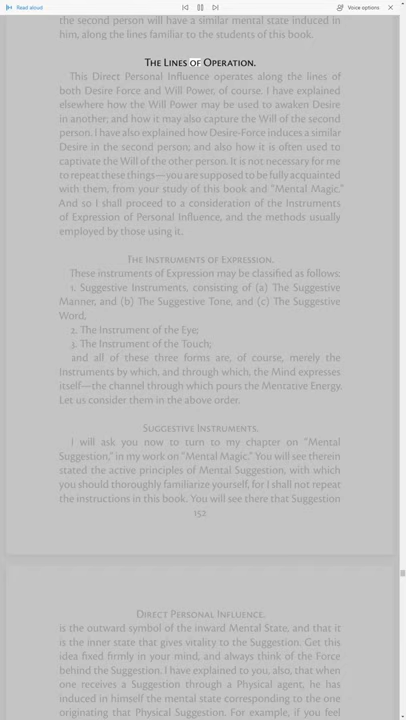 Read aloud
Voice options
the second person will have a similar mental state induced in
him, along the lines familiar to the students of this book.
The Lines of Operation.
This Direct Personal Influence operates along the lines of
both Desire Force and Will Power, of course. I have explained
elsewhere how the Will Power may be used to awaken Desire
in another; and how it may also capture the Will of the second
person. I have also explained how Desire-Force induces a similar
Desire in the second person; and also how it is often used to
captivate the Will of the other person. It is not necessary for me
to repeat these things—you are supposed to be fully acquainted
with them, from your study of this book and “Mental Magic.”
And so I shall proceed to a consideration of the Instruments
of Expression of Personal Influence, and the methods usually
employed by those using it.
The Instruments of Expression.
These instruments of Expression may be classified as follows:
1. Suggestive Instruments, consisting of (a) The Suggestive
Manner, and (b) The Suggestive Tone, and (c) The Suggestive
Word,
2. The Instrument of the Eye;
3. The Instrument of the Touch;
and all of these three forms are, of course, merely the
Instruments by which, and through which, the Mind expresses
itself—the channel through which pours the Mentative Energy.
Let us consider them in the above order.
Suggestive Instruments.
I will ask you now to turn to my chapter on “Mental
Suggestion,” in my work on “Mental Magic.” You will see therein
stated the active principles of Mental Suggestion, with which
you should thoroughly familiarize yourself, for I shall not repeat
the instructions in this book. You will see there that Suggestion
152
Direct Personal Influence.
is the outward symbol of the inward Mental State, and that it
is the inner state that gives vitality to the Suggestion. Get this
idea fixed firmly in your mind, and always think of the Force
behind the Suggestion. I have explained to you, also, that when
one receives a Suggestion through a Physical agent, he has
induced in himself the mental state corresponding to the one
originating that Physical Suggestion. For example, if you feel